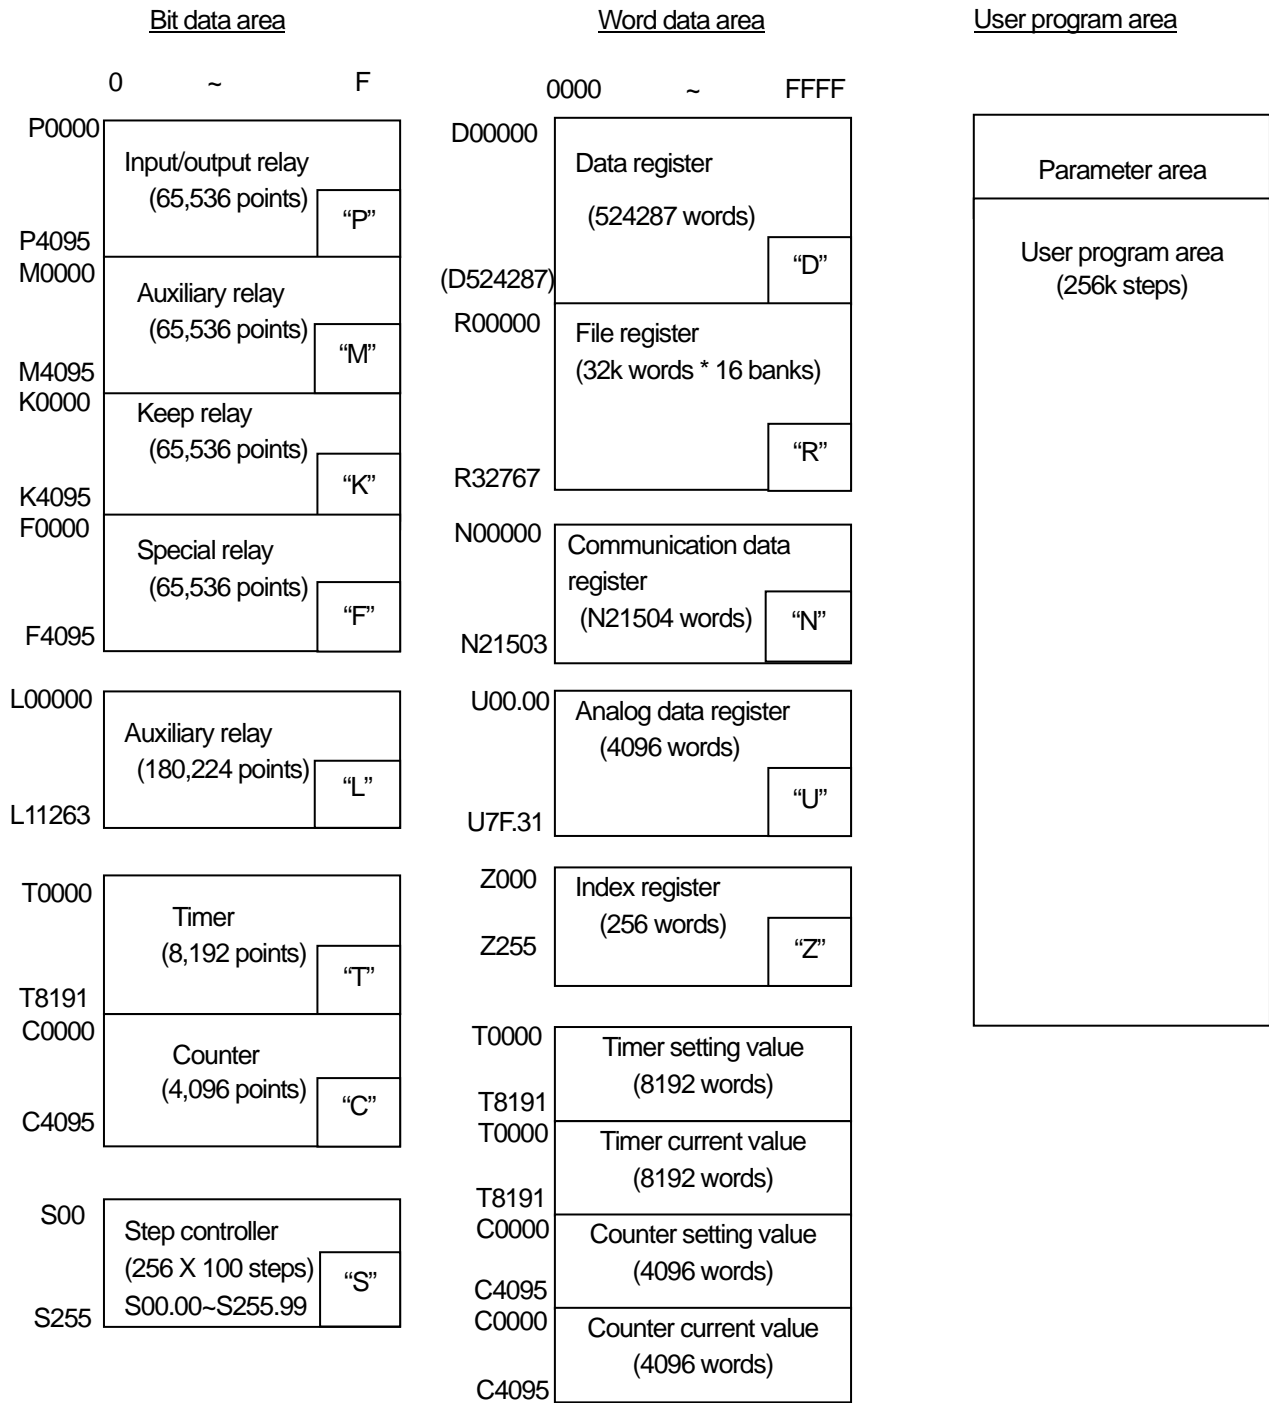 Bit data area
0 ~ F
P0000
Input/output relay
(65,536 points)
“P”
P4095
M0000
Auxiliary relay
(65,536 points)
“M”
M4095
K0000
Keep relay
(65,536 points)
“K”
K4095
F0000
Special relay
(65,536 points)
“F”
F4095
L00000
Auxiliary relay
(180,224 points)
“L”
L11263
T0000
Timer
(8,192 points)
“T”
T8191
C0000
Counter
(4,096 points)
“C”
C4095
S00
Step controller
(256 X 100 steps)
“S”
S00.00~S255.99
S255
Word data area
0000 ~ FFFF
D00000
Data register
(524287 words)
“D”
(D524287)
R00000
File register
(32k words * 16 banks)
“R”
R32767
N00000
Communication data
register
(N21504 words)
“N”
N21503
U00.00
Analog data register
(4096 words)
“U”
U7F.31
Z000
Index register
(256 words)
Z255
“Z”
T0000
Timer setting value
(8192 words)
T8191
T0000
Timer current value
(8192 words)
T8191
C0000
Counter setting value
(4096 words)
C4095
C0000
Counter current value
(4096 words)
C4095
User program area
Parameter area
User program area
(256k steps)